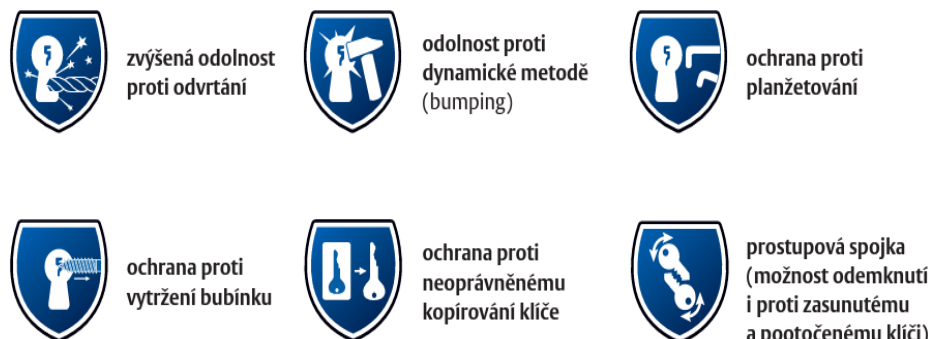 zvýšená odolnost
proti odvrtání
odolnost proti
dynamické metodě
(bumping)
ochrana proti
planžetování
ochrana proti
vytržení bubínku
ochrana proti
neoprávněnému
kopírování klíče
prostupová spojka
(možnost odemknutí
i proti zasunutému
a pootočenému klíči)